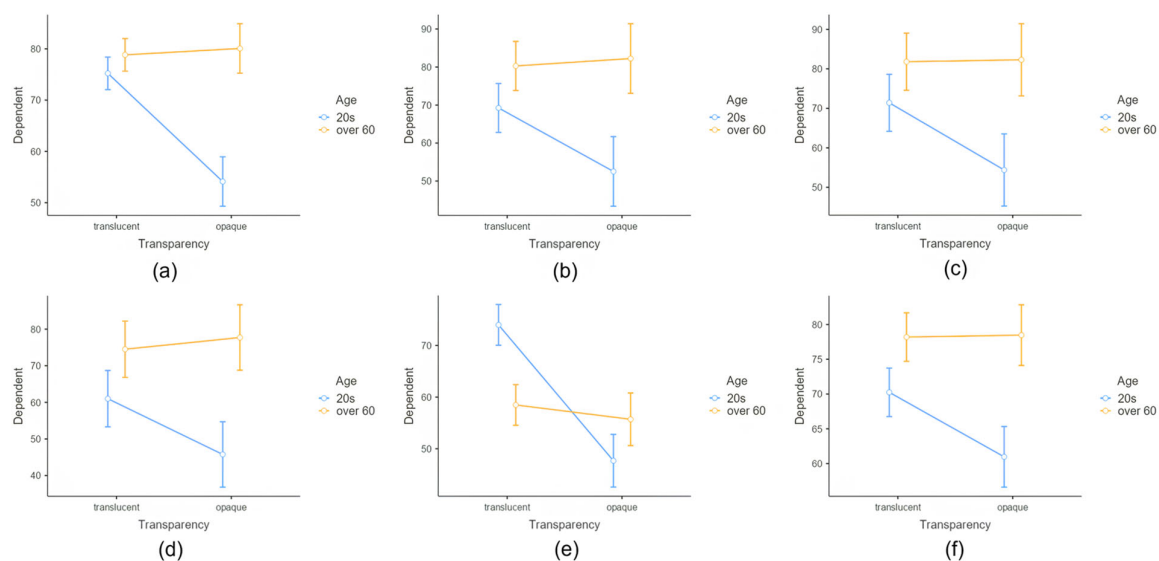 80
70
60
50
Dependent
translucent
opaque
Transparency
Age
20s
over 60
(a)
90
80
70
60
50
Dependent
translucent
opaque
Transparency
Age
20s
over 60
(b)
90
80
70
60
50
Dependent
translucent
opaque
Transparency
Age
20s
over 60
(c)
80
70
60
50
40
Dependent
translucent
opaque
Transparency
Age
20s
over 60
(d)
70
60
50
Dependent
translucent
opaque
Transparency
Age
20s
over 60
(e)
80
75
70
65
60
Dependent
translucent
opaque
Transparency
Age
20s
over 60
(f)